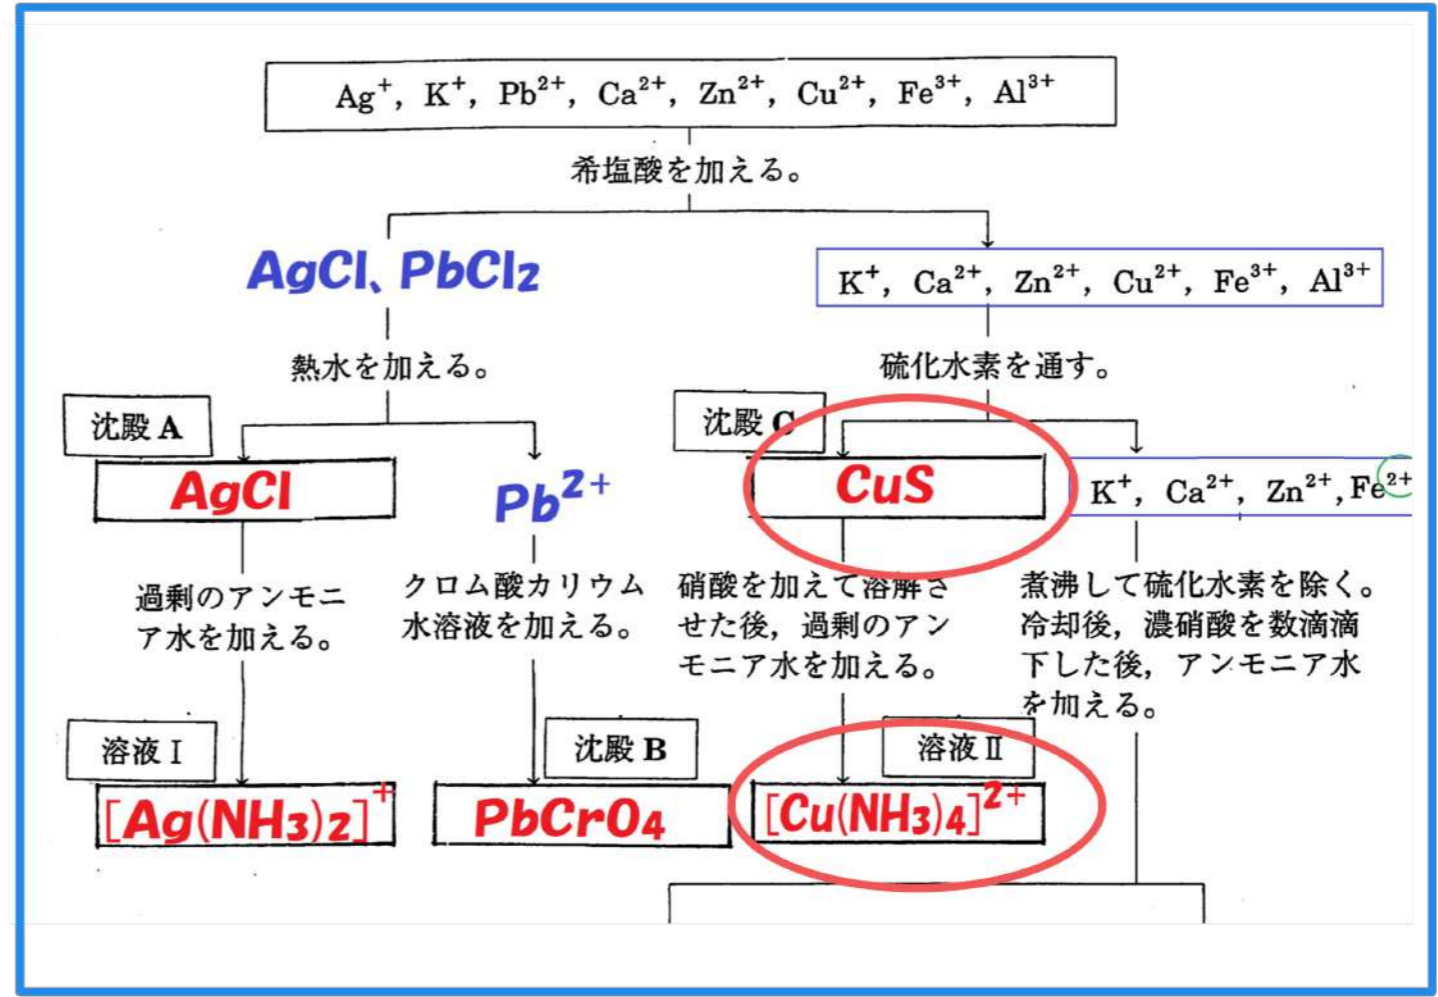 Ag⁺, K⁺, Pb²⁺, Ca²⁺, Zn²⁺, Cu²⁺, Fe³⁺, Al³⁺
希塩酸を加える。
AgCl、PbCl₂
K⁺, Ca²⁺, Zn²⁺, Cu²⁺, Fe³⁺, Al³⁺
熱水を加える。
硫化水素を通す。
沈殿 A
AgCl
Pb²⁺
沈殿 C
CuS
K⁺, Ca²⁺, Zn²⁺, Fe²⁺
過剰のアンモニ
ア水を加える。
クロム酸カリウム
水溶液を加える。
硝酸を加えて溶解さ
せた後, 過剰のアン
モニア水を加える。
煮沸して硫化水素を除く。
冷却後, 濃硝酸を数滴滴
下した後, アンモニア水
を加える。
溶液 Ⅰ
[Ag(NH₃)₂]⁺
沈殿 B
PbCrO₄
溶液 Ⅱ
[Cu(NH₃)₄]²⁺